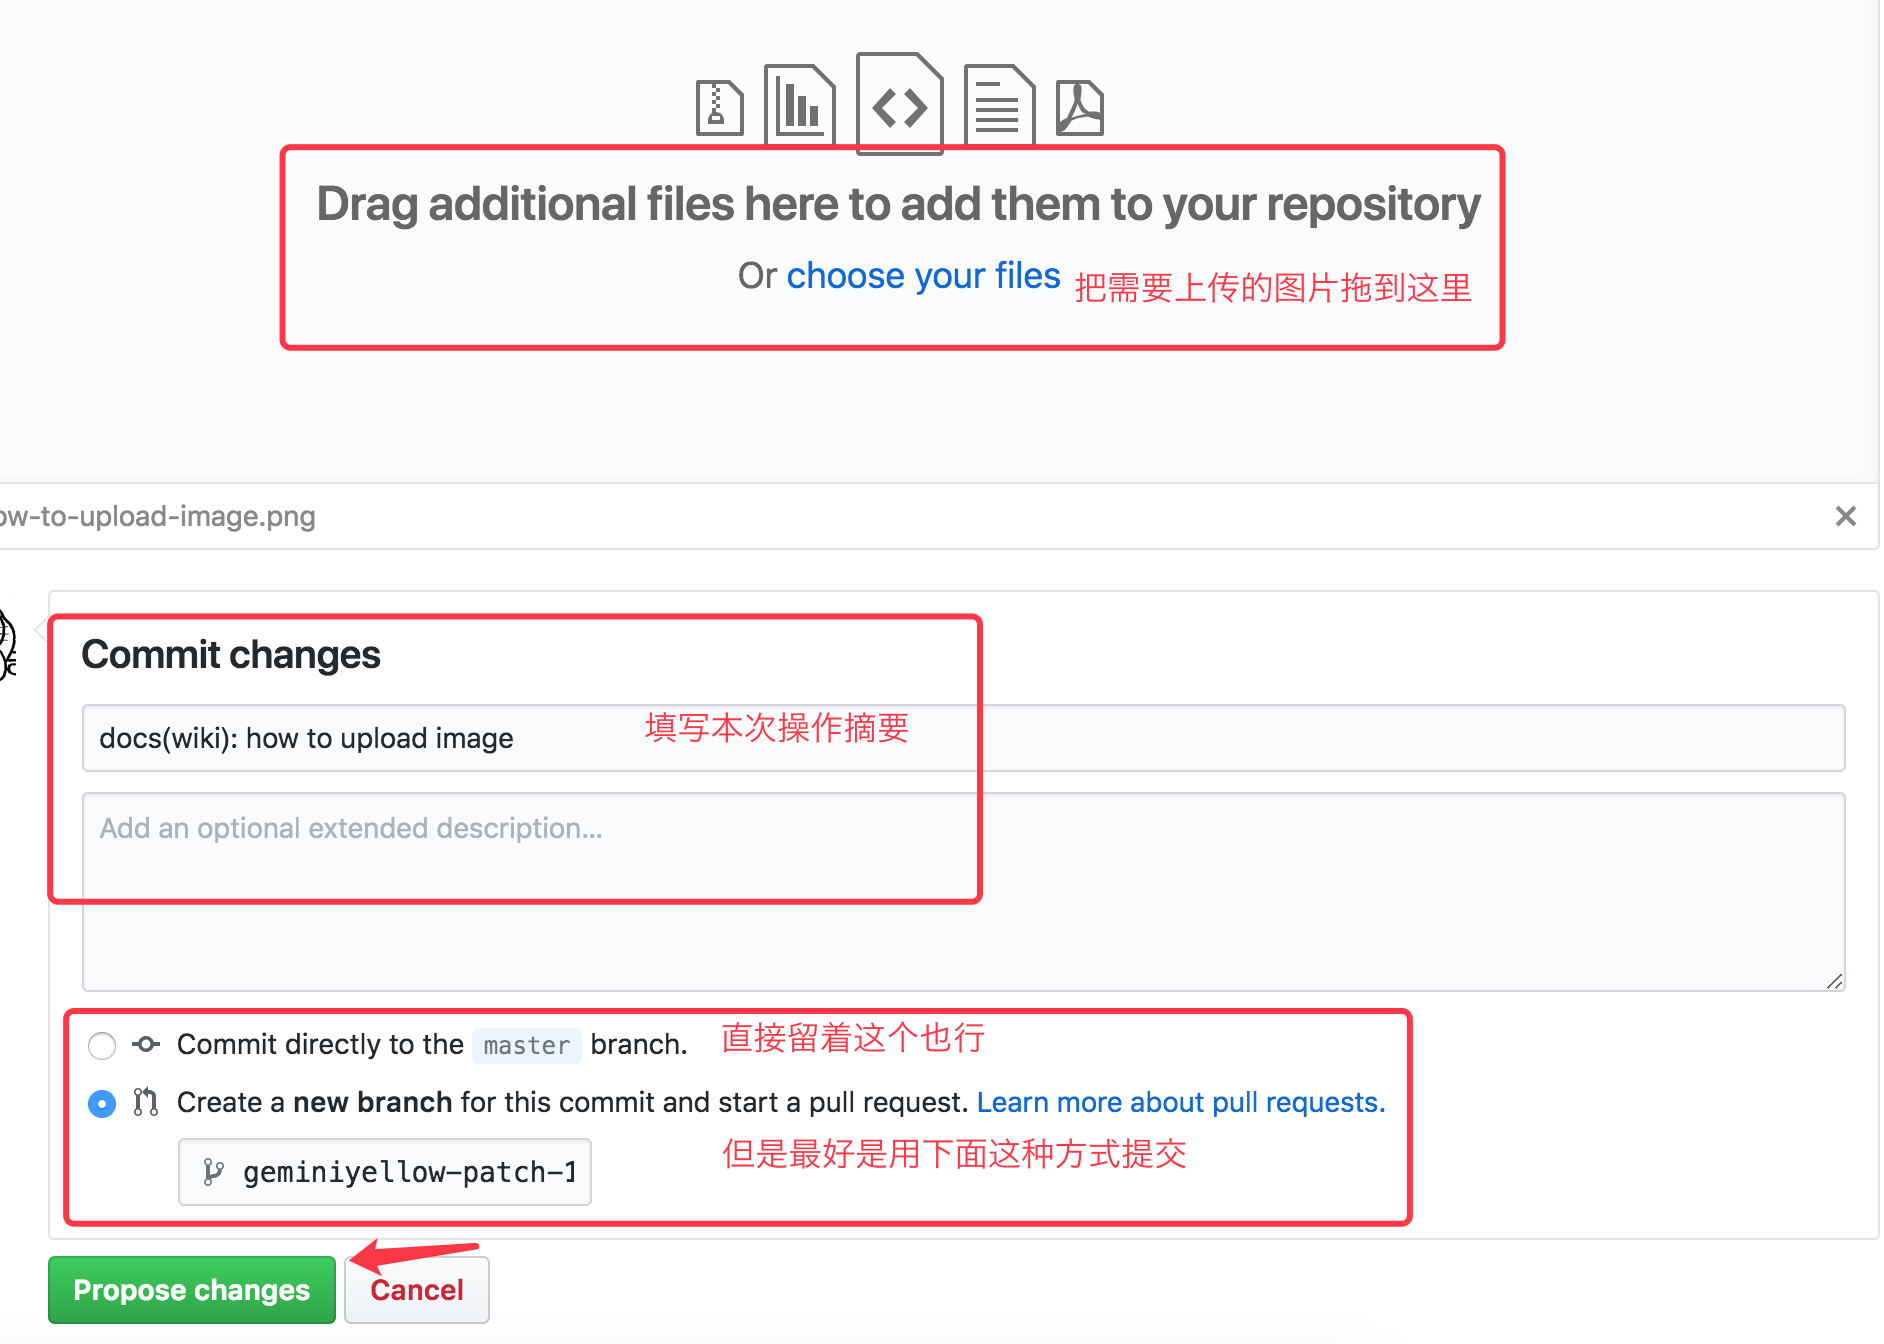 Drag additional files here to add them to your repository
Or choose your files 把需要上传的图片拖到这里
ow-to-upload-image.png
Commit changes
docs(wiki): how to upload image 填写本次操作摘要
Add an optional extended description...
Commit directly to the master branch. 直接留着这个也行
Create a new branch for this commit and start a pull request. Learn more about pull requests.
但是最好是用下面这种方式提交
geminiyellow-patch-1
Propose changes Cancel